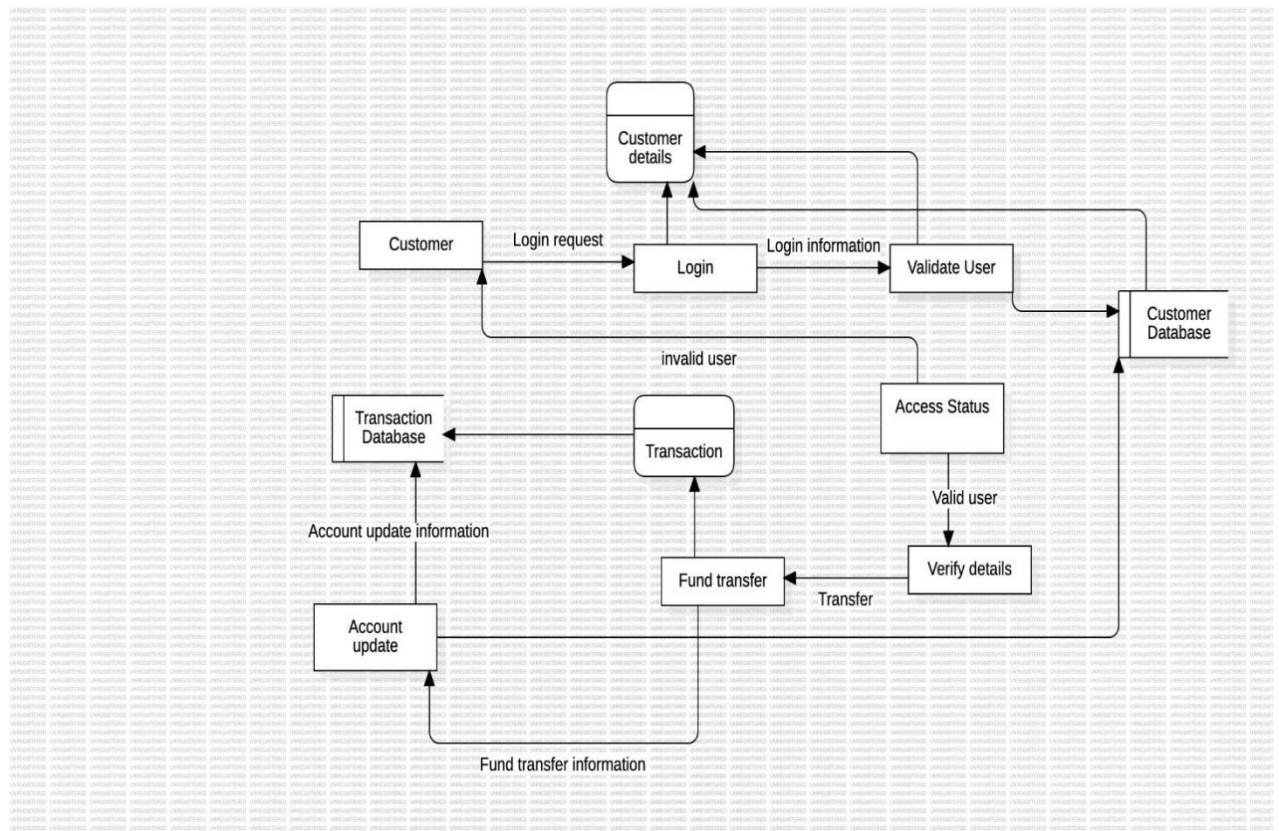 Customer
details
Customer
Login request
Login
Login information
Validate User
Customer
Database
invalid user
Access Status
Transaction
Database
Transaction
Valid user
Account update information
Verify details
Fund transfer
Transfer
Account
update
Fund transfer information
UNREGISTERED